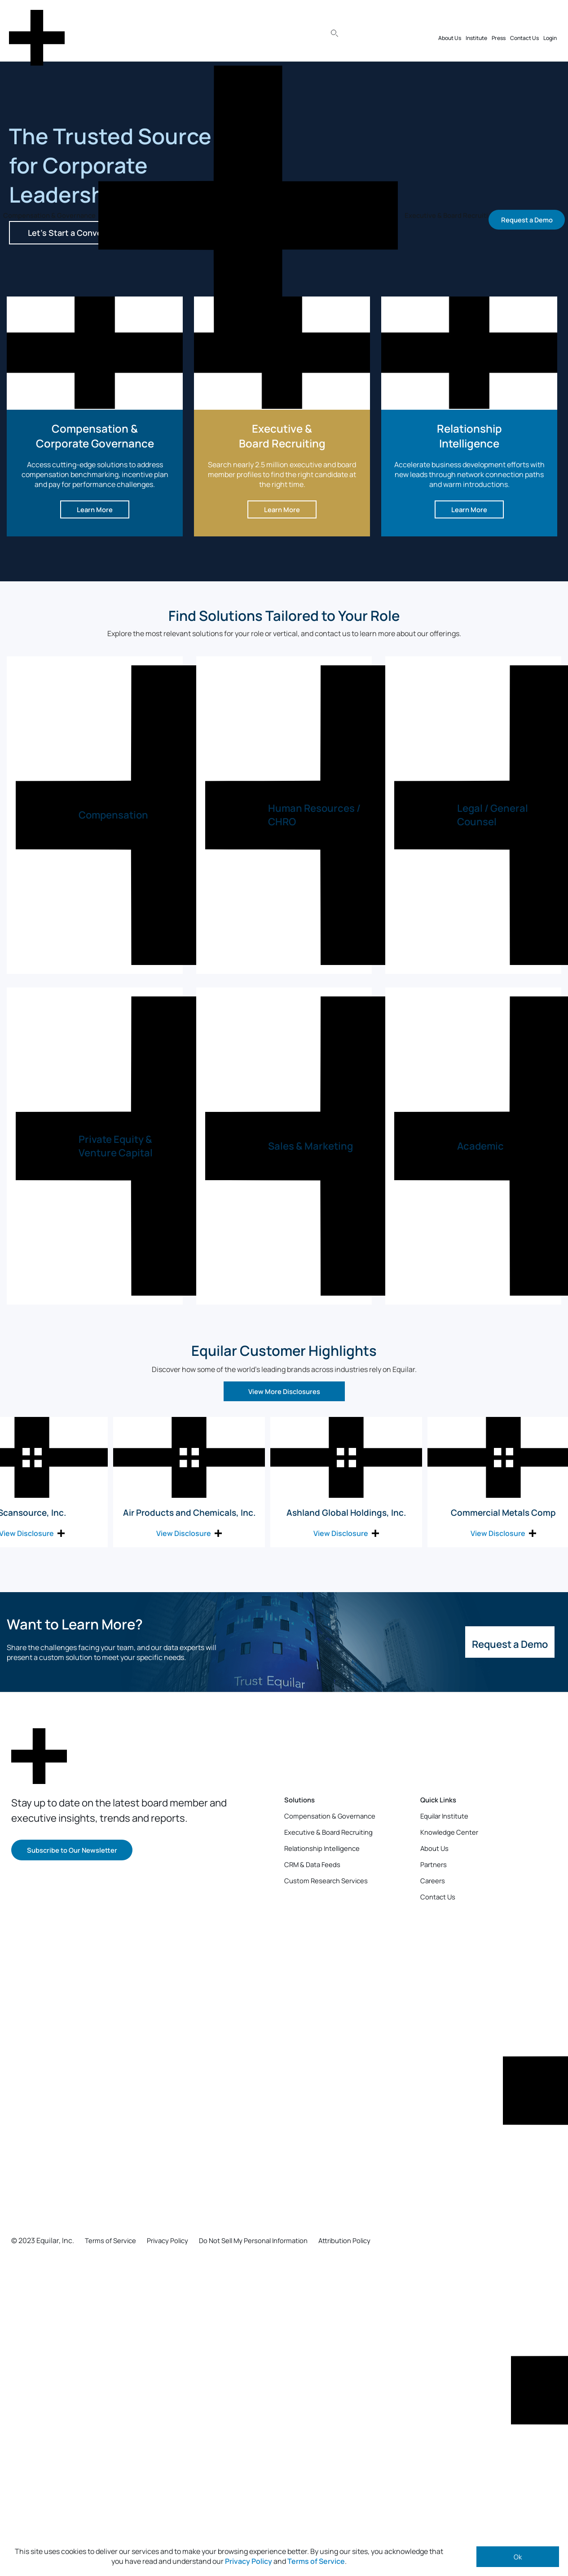 About Us Institute Press Contact Us Login
The Trusted Source
for Corporate
Let's Start a
Request a Demo
Compensation &
Corporate Governance
Access cutting-edge solutions to address
compensation benchmarking, incentive plan
and pay for performance challenges.
Learn More
Executive &
Board Recruiting
Search nearly 2.5 million executive and board
member profiles to find the right candidate at
the right time.
Learn More
Relationship
Intelligence
Accelerate business development efforts with
new leads through network connection paths
and warm introductions.
Learn More
Find Solutions Tailored to Your Role
Explore the most relevant solutions for your role or vertical, and contact us to learn more about our offerings.
Compensation
Human Resources /
CHRO
Legal / General
Counsel
Private Equity &
Venture Capital
Sales & Marketing
Academic
Equilar Customer Highlights
Discover how some of the world's leading brands across industries rely on Equilar.
View More Disclosures
Scansource, Inc.
View Disclosure
Air Products and Chemicals, Inc.
View Disclosure
Ashland Global Holdings, Inc.
View Disclosure
Commercial Metals Comp
View Disclosure
Want to Learn More?
Share the challenges facing your team, and our data experts will
present a custom solution to meet your specific needs.
Trust Equilar
Request a Demo
Stay up to date on the latest board member and
executive insights, trends and reports.
Subscribe to Our Newsletter
Solutions
Compensation & Governance
Executive & Board Recruiting
Relationship Intelligence
CRM & Data Feeds
Custom Research Services
Quick Links
Equilar Institute
Knowledge Center
About Us
Partners
Careers
Contact Us
© 2023 Equilar, Inc. Terms of Service Privacy Policy Do Not Sell My Personal Information Attribution Policy
This site uses cookies to deliver our services and to make your browsing experience better. By using our sites, you acknowledge that
you have read and understand our Privacy Policy and Terms of Service.
Ok